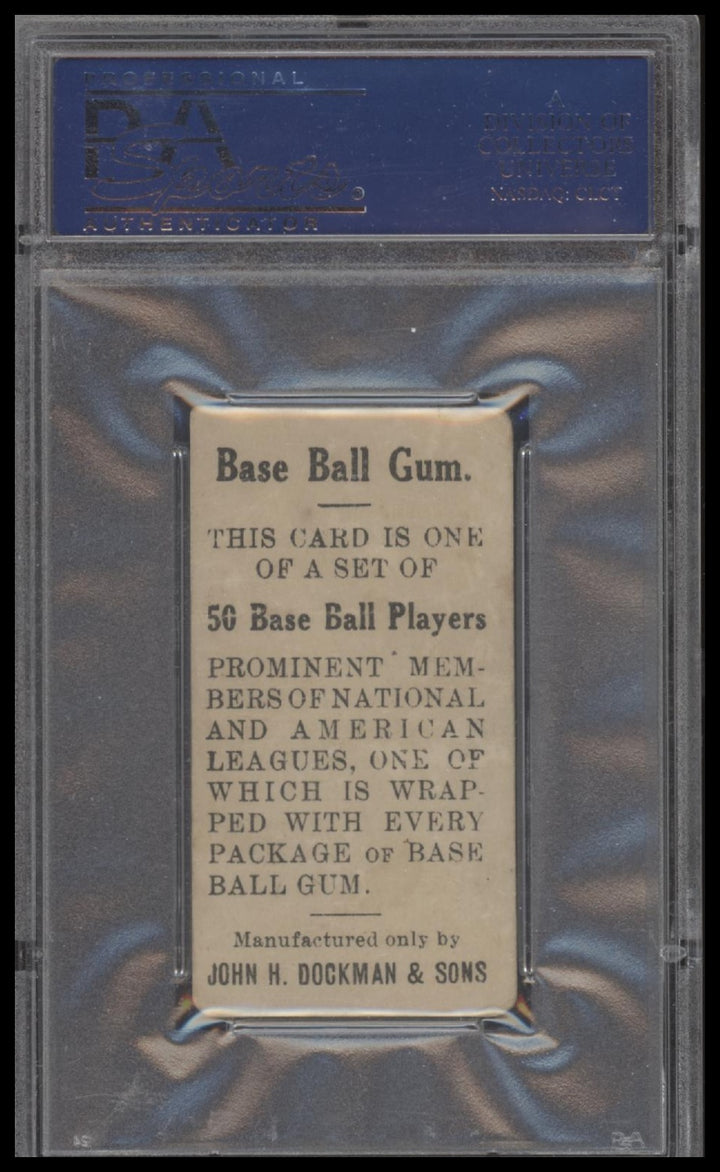 PROFESSIONAL
PSA
Sports
AUTHENTICATOR
®
A
DIVISION OF
COLLECTORS
UNIVERSE
NASDAQ: CLCT
Base Ball Gum.
THIS CARD IS ONE
OF A SET OF
50 Base Ball Players
PROMINENT MEM-
BERS OF NATIONAL
AND AMERICAN
LEAGUES, ONE OF
WHICH IS WRAP-
PED WITH EVERY
PACKAGE OF BASE
BALL GUM.
Manufactured only by
JOHN H. DOCKMAN & SONS
PSA